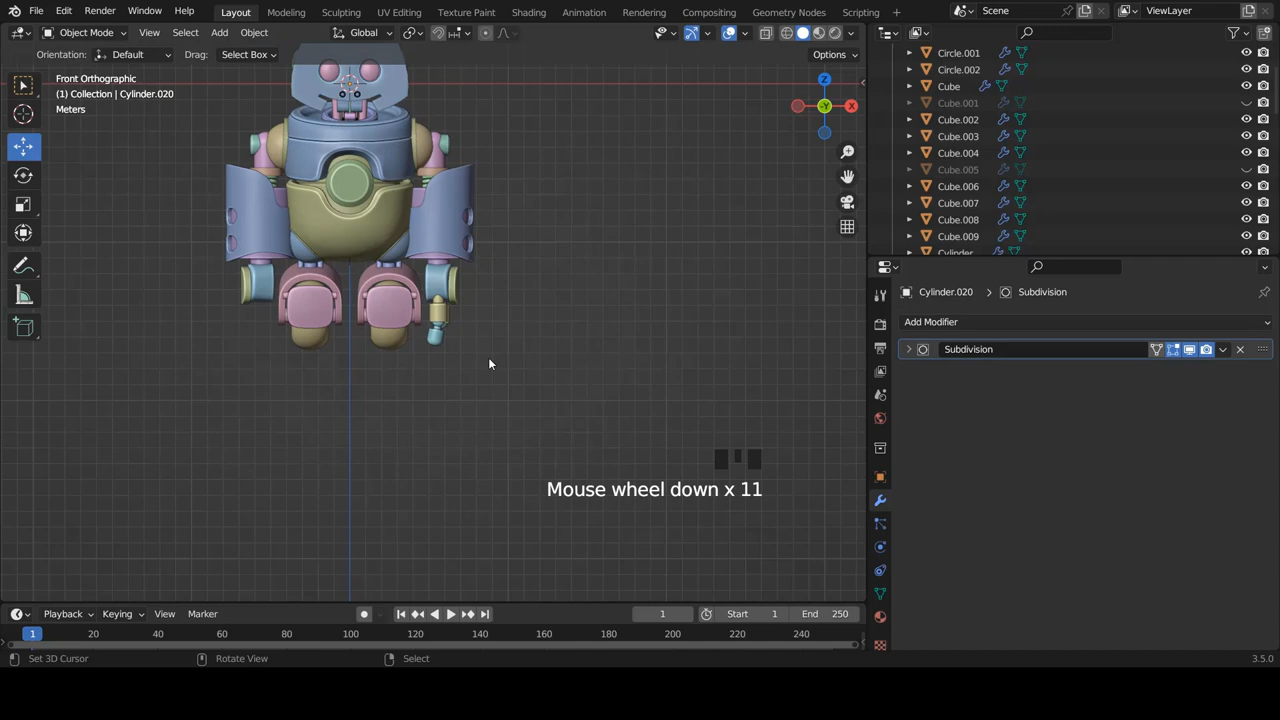 File Edit Render Window Help Layout Modeling Sculpting UV Editing Texture Paint Shading Animation Rendering Compositing Geometry Nodes Scripting Scene ViewLayer
Object Mode View Select Add Object Global
Orientation: Default Drag: Select Box Options
Front Orthographic
(1) Collection | Cylinder.020
Meters
Z
X
-Y
Circle.001
Circle.002
Cube
Cube.001
Cube.002
Cube.003
Cube.004
Cube.005
Cube.006
Cube.007
Cube.008
Cube.009
Cylinder
Cylinder.020 Subdivision
Add Modifier
Subdivision
Mouse wheel down x 11
Playback Keying View Marker 1 Start 1 End 250
1 20 40 60 80 100 120 140 160 180 200 220 240
Set 3D Cursor Rotate View Select 3.5.0